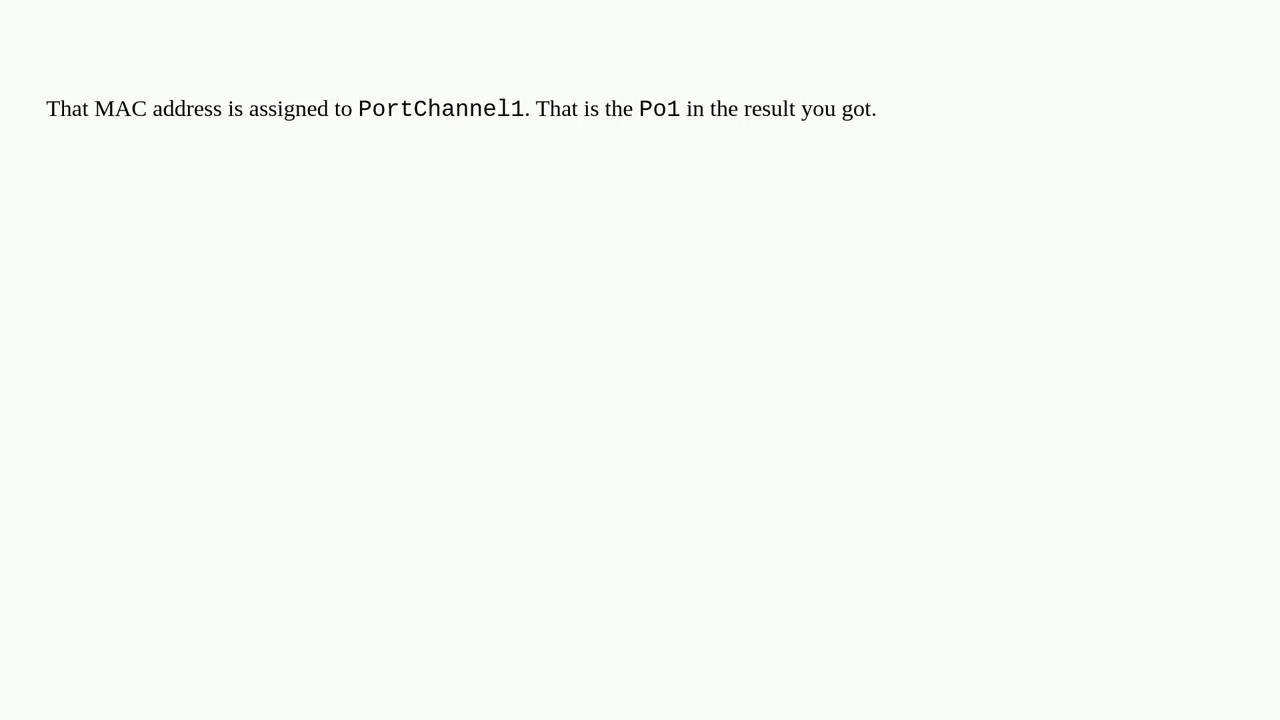 That MAC address is assigned to PortChannel1. That is the Po1 in the result you got.